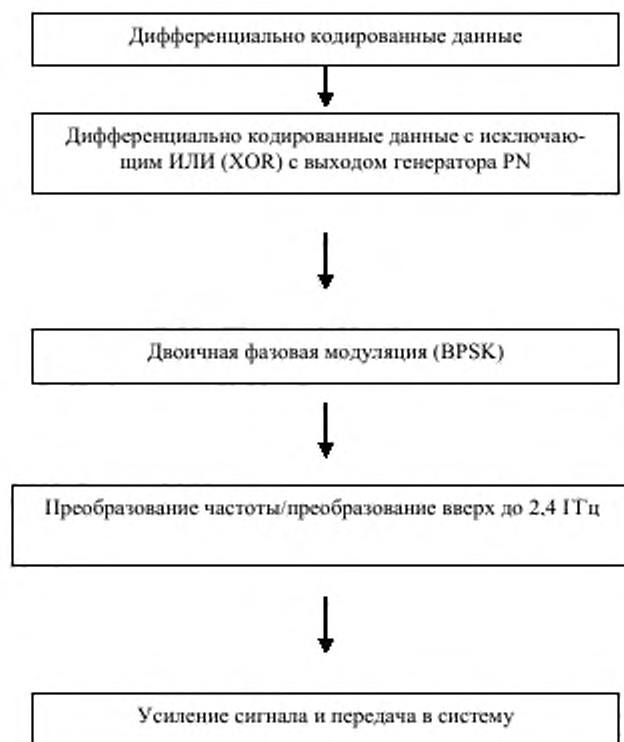 Дифференциально кодированные данные
Дифференциально кодированные данные с исключаю-
щим ИЛИ (XOR) с выходом генератора PN
Двоичная фазовая модуляция (BPSK)
Преобразование частоты/преобразование вверх до 2,4 ГГц
Усиление сигнала и передача в систему